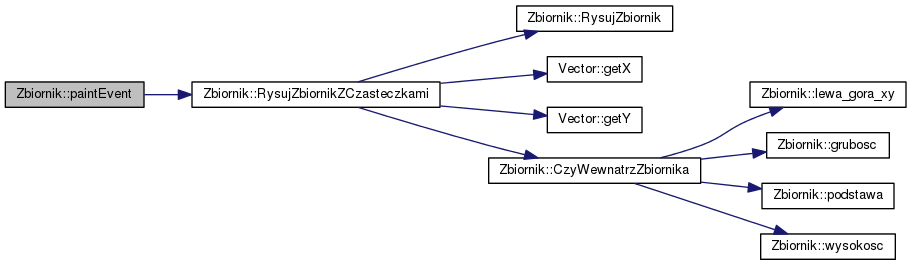 Zbiornik::paintEvent
Zbiornik::RysujZbiornikZCzasteczkami
Zbiornik::RysujZbiornik
Vector::getX
Vector::getY
Zbiornik::CzyWewnatrzZbiornika
Zbiornik::lewa_gora_xy
Zbiornik::grubosc
Zbiornik::podstawa
Zbiornik::wysokosc